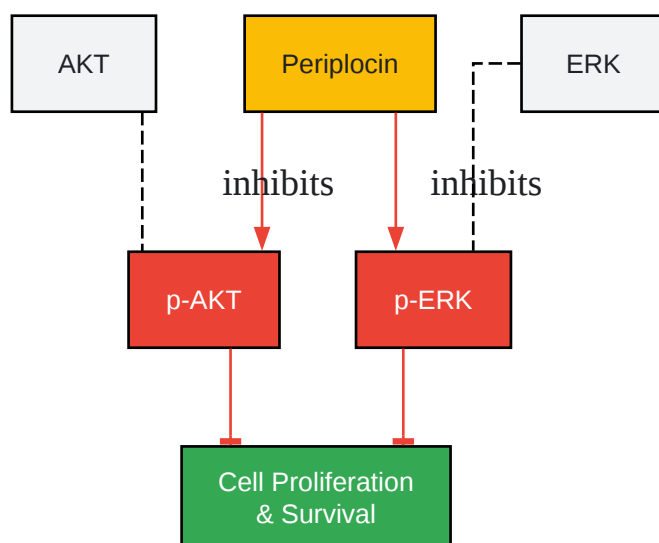 AKT
Periplocin
ERK
inhibits
inhibits
p-AKT
p-ERK
Cell Proliferation
& Survival